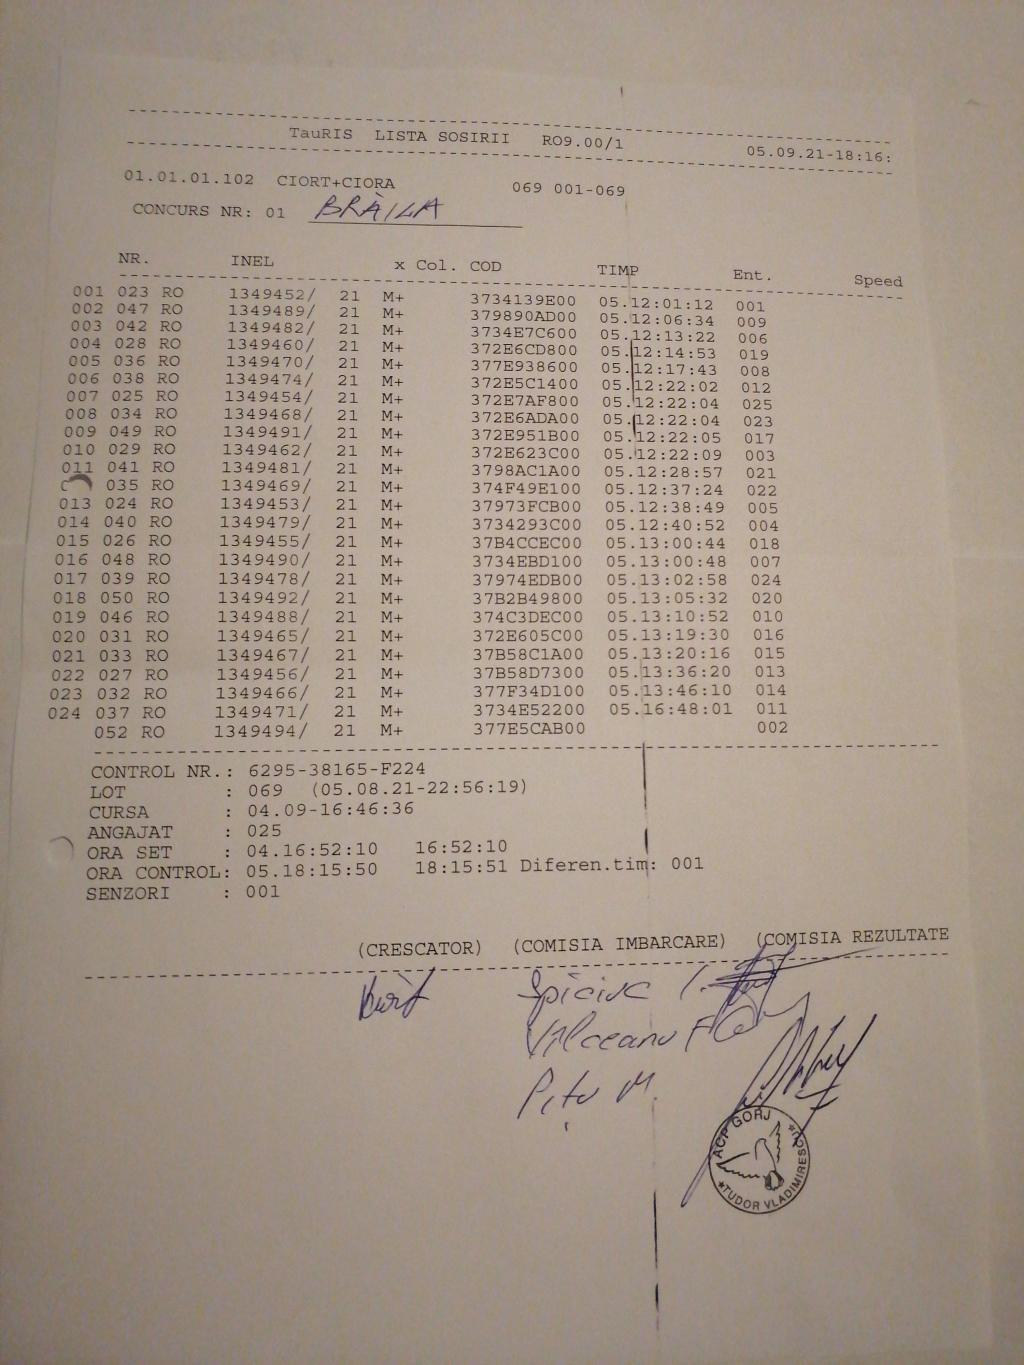 TauRIS LISTA SOSIRII RO9.00/1 05.09.21-18:16:
01.01.01.102 CIORT+CIORA 069 001-069
CONCURS NR: 01 BRĂILA
NR. INEL x Col. COD TIMP Ent. Speed
001 023 RO 1349452/ 21 M+ 3734139E00 05.12:01:12 001
002 047 RO 1349489/ 21 M+ 379890AD00 05.12:06:34 009
003 042 RO 1349482/ 21 M+ 3734E7C600 05.12:13:22 006
004 028 RO 1349460/ 21 M+ 372E6CD800 05.12:14:53 019
005 036 RO 1349470/ 21 M+ 377E938600 05.12:17:43 008
006 038 RO 1349474/ 21 M+ 372E5C1400 05.12:22:02 012
007 025 RO 1349454/ 21 M+ 372E7AF800 05.12:22:04 025
008 034 RO 1349468/ 21 M+ 372E6ADA00 05.12:22:04 023
009 049 RO 1349491/ 21 M+ 372E951B00 05.12:22:05 017
010 029 RO 1349462/ 21 M+ 372E623C00 05.12:22:09 003
011 041 RO 1349481/ 21 M+ 3798AC1A00 05.12:28:57 021
035 RO 1349469/ 21 M+ 374F49E100 05.12:37:24 022
013 024 RO 1349453/ 21 M+ 37973FCB00 05.12:38:49 005
014 040 RO 1349479/ 21 M+ 3734293C00 05.12:40:52 004
015 026 RO 1349455/ 21 M+ 37B4CCEC00 05.13:00:44 018
016 048 RO 1349490/ 21 M+ 3734EBD100 05.13:00:48 007
017 039 RO 1349478/ 21 M+ 37974EDB00 05.13:02:58 024
018 050 RO 1349492/ 21 M+ 37B2B49800 05.13:05:32 020
019 046 RO 1349488/ 21 M+ 374C3DEC00 05.13:10:52 010
020 031 RO 1349465/ 21 M+ 372E605C00 05.13:19:30 016
021 033 RO 1349467/ 21 M+ 37B58C1A00 05.13:20:16 015
022 027 RO 1349456/ 21 M+ 37B58D7300 05.13:36:20 013
023 032 RO 1349466/ 21 M+ 377F34D100 05.13:46:10 014
024 037 RO 1349471/ 21 M+ 3734E52200 05.16:48:01 011
052 RO 1349494/ 21 M+ 377E5CAB00 002
CONTROL NR.: 6295-38165-F224
LOT : 069 (05.08.21-22:56:19)
CURSA : 04.09-16:46:36
ANGAJAT : 025
ORA SET : 04.16:52:10 16:52:10
ORA CONTROL: 05.18:15:50 18:15:51 Diferen.tim: 001
SENZORI : 001
(CRESCATOR) (COMISIA IMBARCARE) (COMISIA REZULTATE
Spiciuc I.
Vîlceanu F
Pițu M.
ACP GORJ
*TUDOR VLADIMIRESCU*